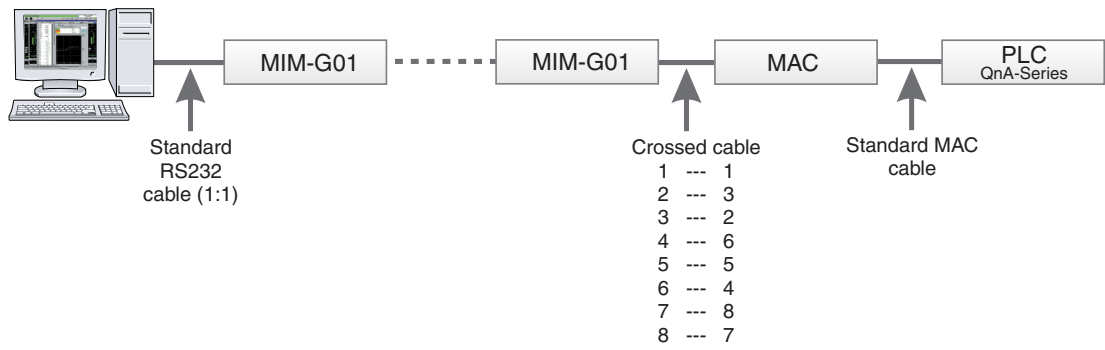 MIM-G01
MIM-G01
MAC
PLC
QnA-Series
Standard
RS232
cable (1:1)
Crossed cable
1 --- 1
2 --- 3
3 --- 2
4 --- 6
5 --- 5
6 --- 4
7 --- 8
8 --- 7
Standard MAC
cable